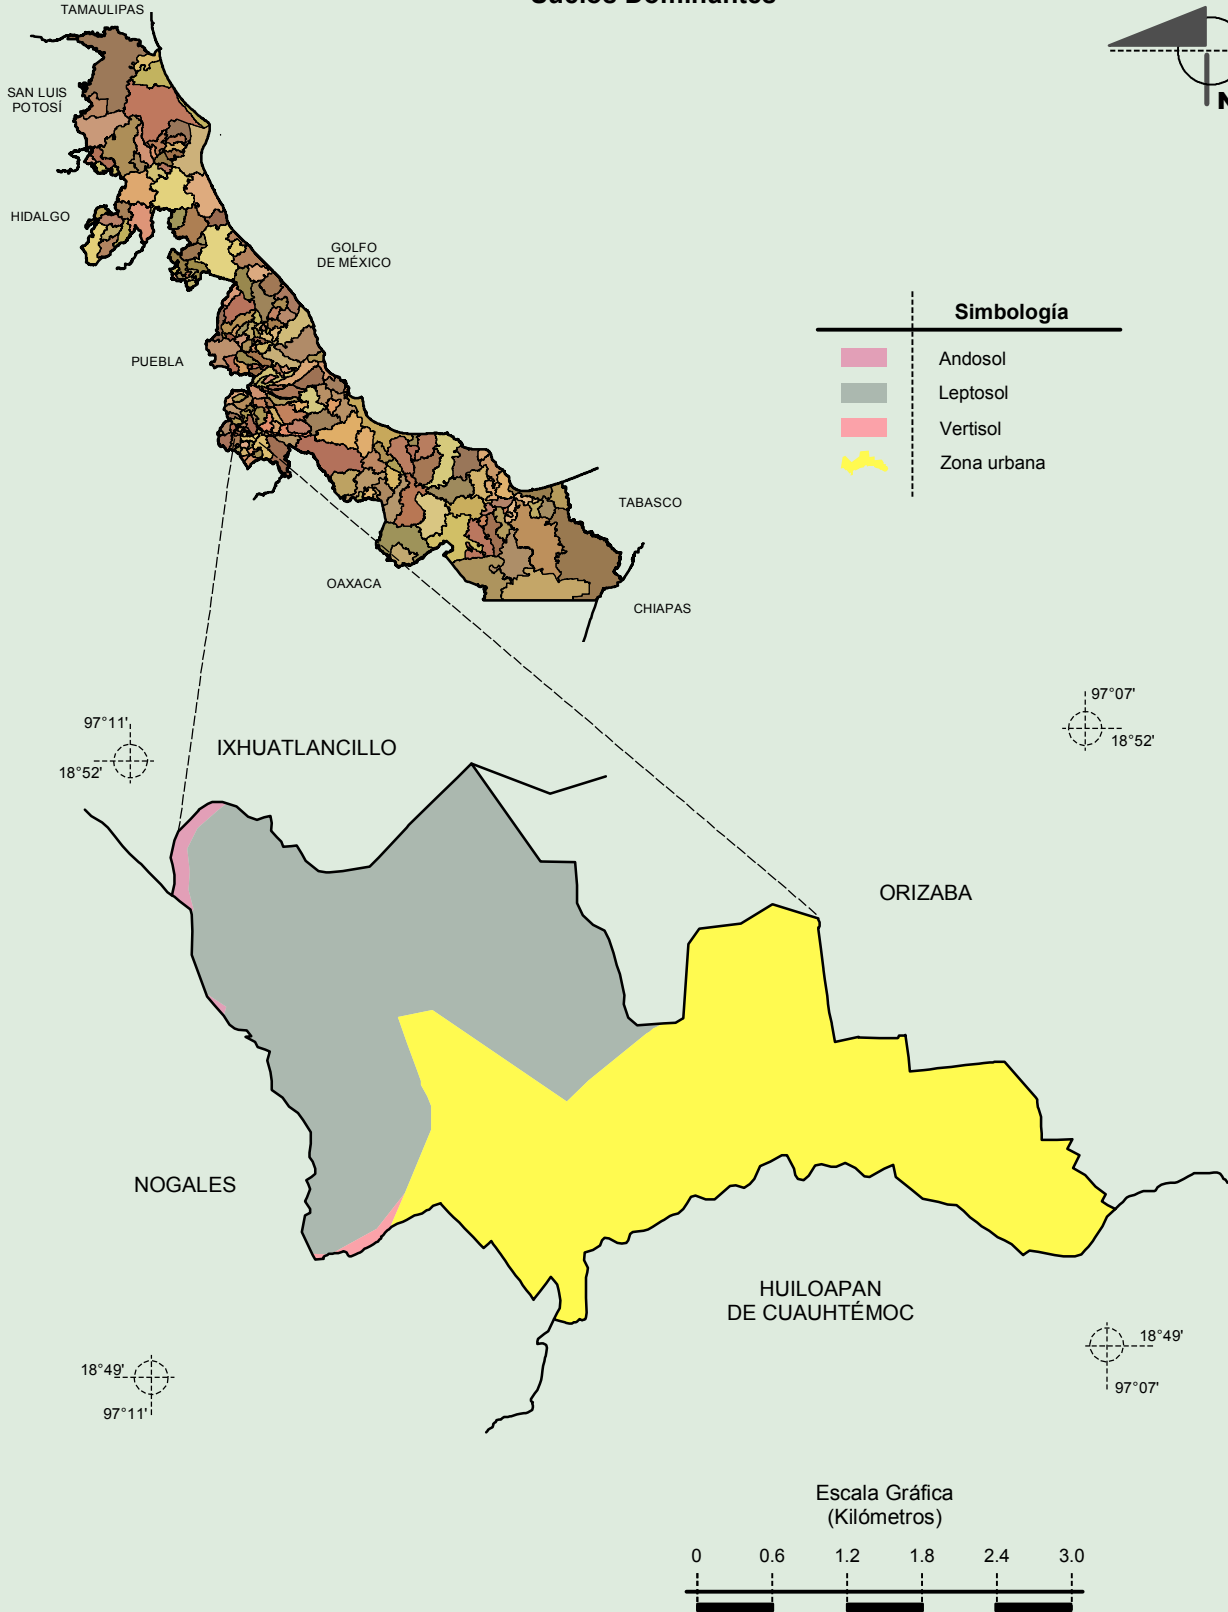 Suelos Dominantes
TAMAULIPAS
SAN LUIS
POTOSÍ
HIDALGO
GOLFO
DE MÉXICO
PUEBLA
TABASCO
OAXACA
CHIAPAS
N
Simbología
Andosol
Leptosol
Vertisol
Zona urbana
97°11'
18°52'
97°07'
18°52'
IXHUATLANCILLO
ORIZABA
NOGALES
HUILOAPAN
DE CUAUHTÉMOC
18°49'
97°11'
18°49'
97°07'
Escala Gráfica
(Kilómetros)
0 0.6 1.2 1.8 2.4 3.0